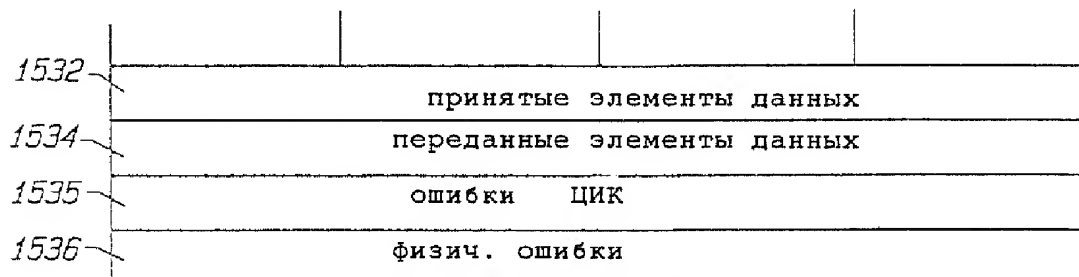 1532 принятые элементы данных
1534 переданные элементы данных
1535 ошибки ЦИК
1536 физич. ошибки